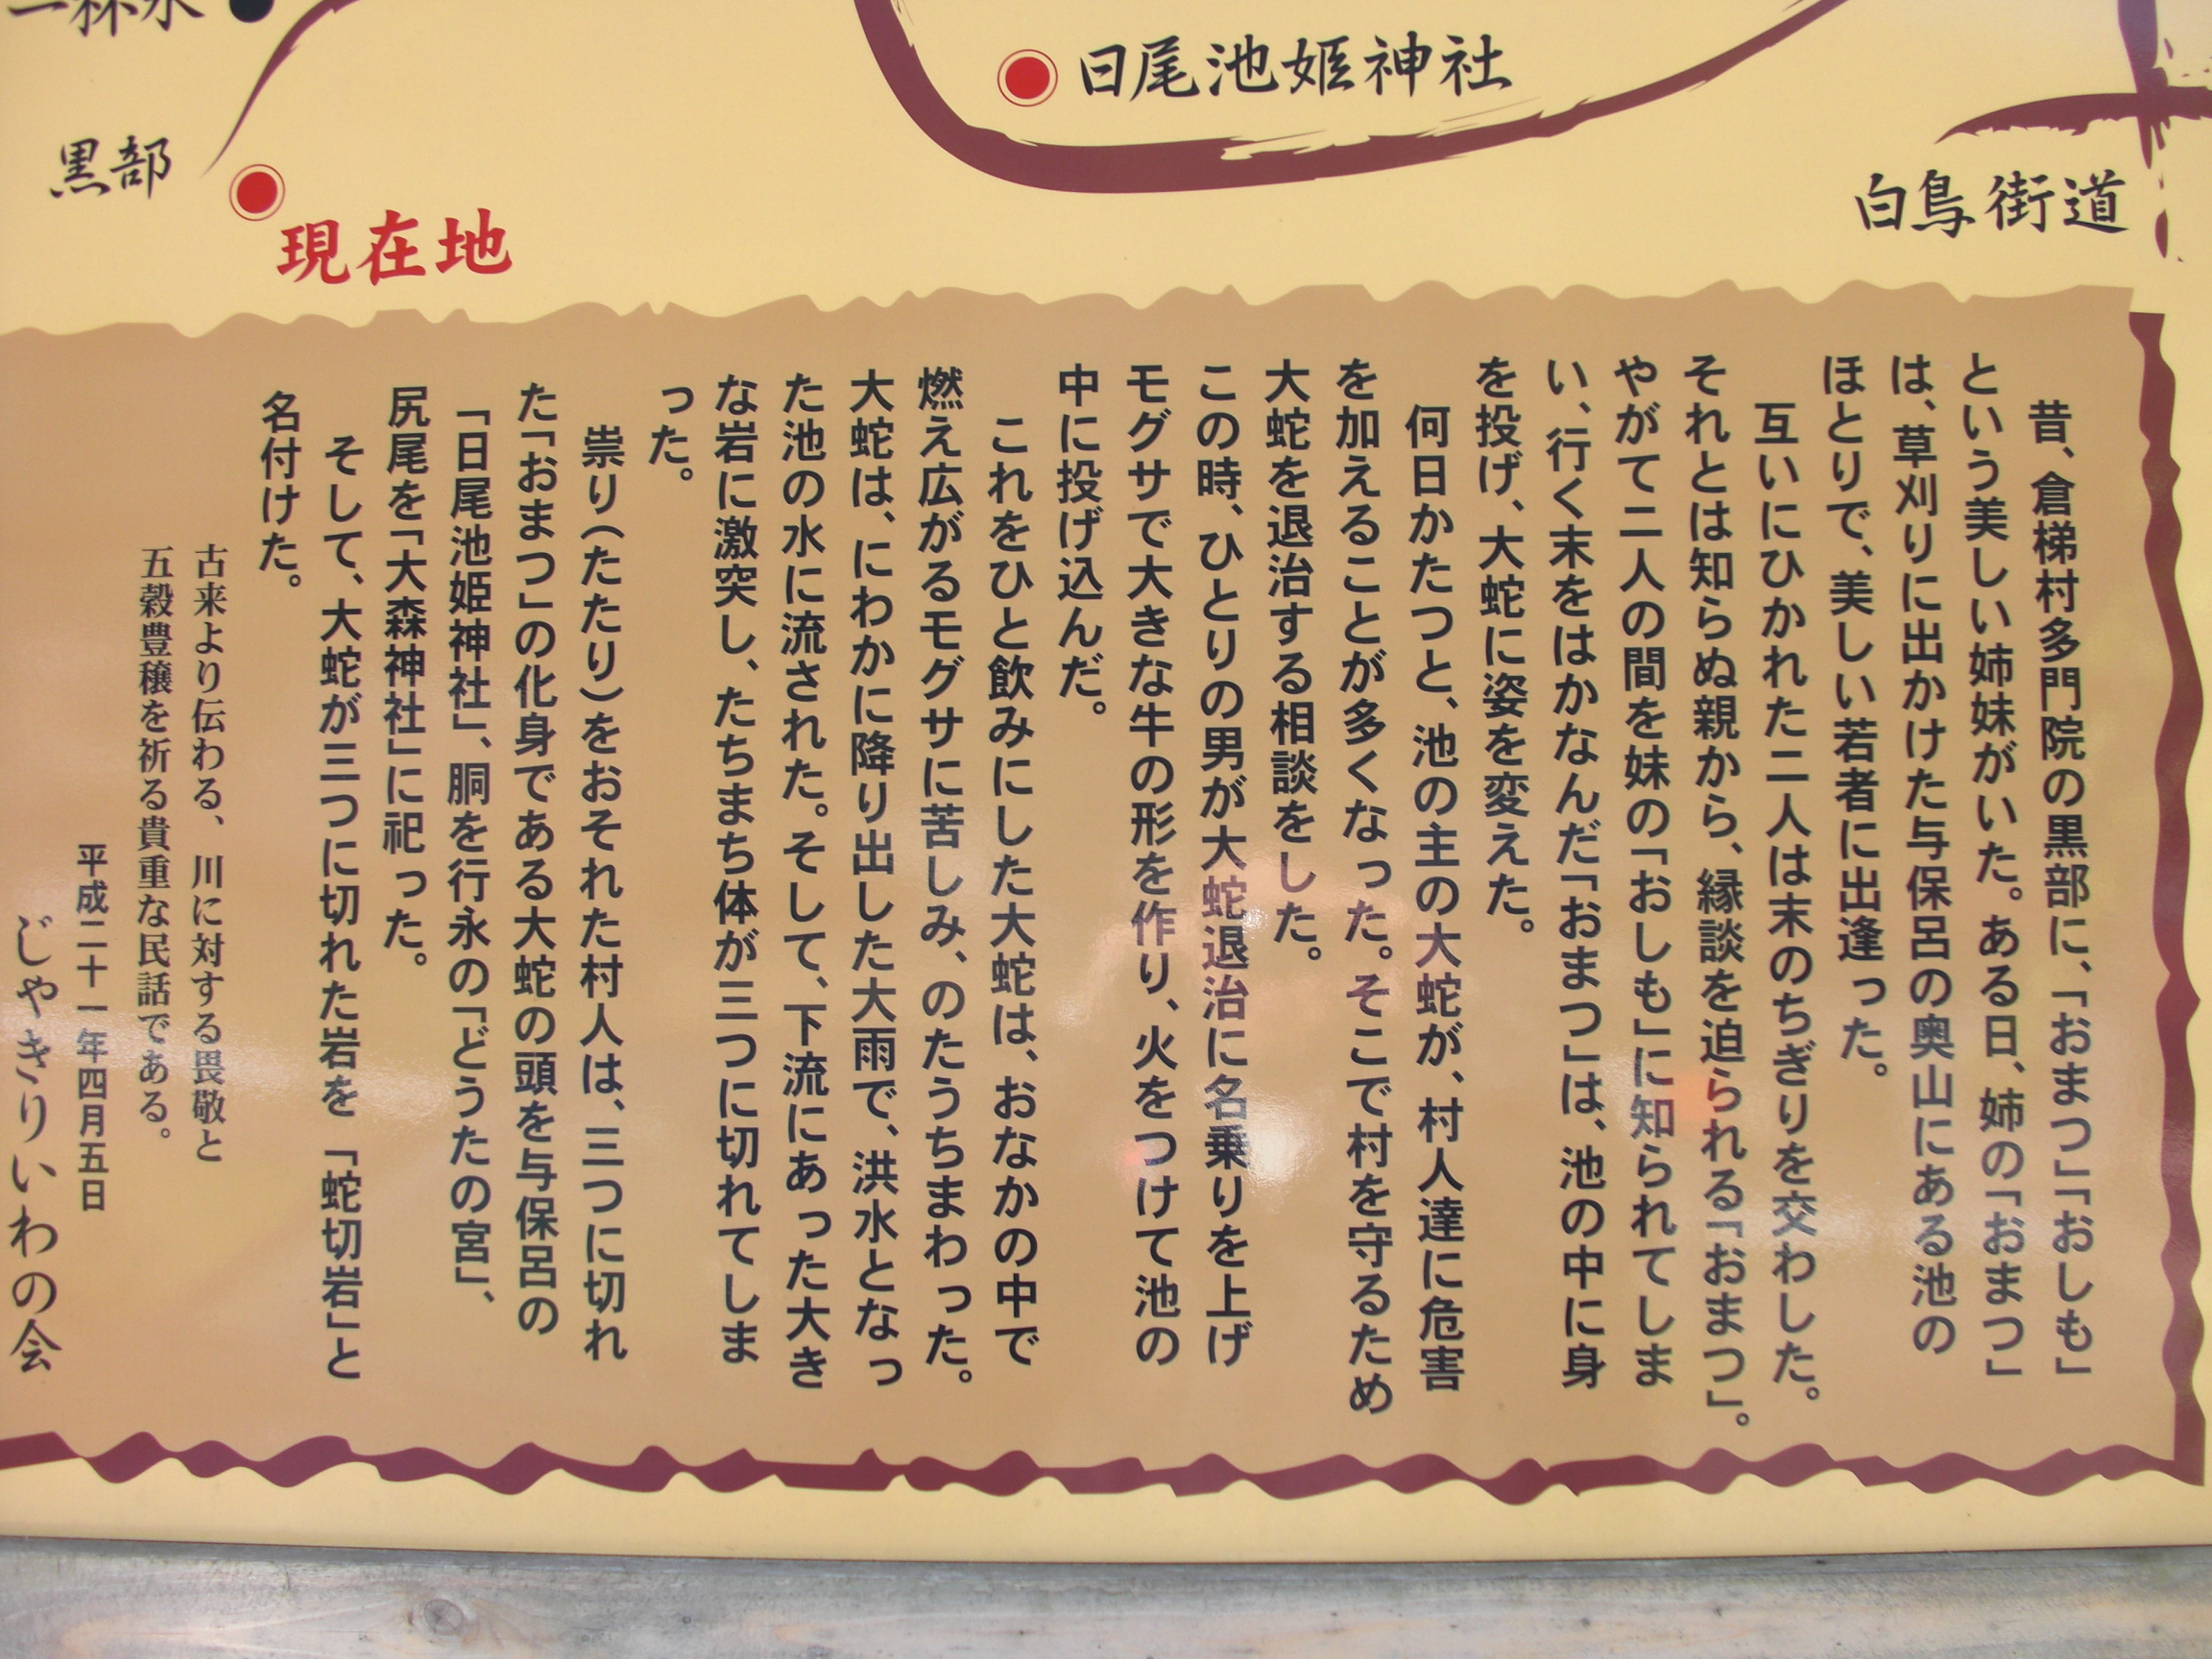 日尾池姫神社
白鳥街道
黒部
現在地
昔、倉梯村多門院の黒部に、「おまつ」「おしも」
という美しい姉妹がいた。ある日、姉の「おまつ」
は、草刈りに出かけた与保呂の奥山にある池の
ほとりで、美しい若者に出逢った。
互いにひかれた二人は末のちぎりを交わした。
それとは知らぬ親から、縁談を迫られる「おまつ」。
やがて二人の間を妹の「おしも」に知られてしま
い、行く末をはかなんだ「おまつ」は、池の中に身
を投げ、大蛇に姿を変えた。
何日かたつと、池の主の大蛇が、村人達に危害
を加えることが多くなった。そこで村を守るため
大蛇を退治する相談をした。
この時、ひとりの男が大蛇退治に名乗りを上げ
モグサで大きな牛の形を作り、火をつけて池の
中に投げ込んだ。
これをひと飲みにした大蛇は、おなかの中で
燃え広がるモグサに苦しみ、のたうちまわった。
大蛇は、にわかに降り出した大雨で、洪水となっ
た池の水に流された。そして、下流にあった大き
な岩に激突し、たちまち体が三つに切れてしま
った。
祟り(たたり)をおそれた村人は、三つに切れ
た「おまつ」の化身である大蛇の頭を与保呂の
「日尾池姫神社」、胴を行永の「どうたの宮」、
尻尾を「大森神社」に祀った。
そして、大蛇が三つに切れた岩を 「蛇切岩」と
名付けた。
古来より伝わる、川に対する畏敬と
五穀豊穣を祈る貴重な民話である。
平成二十一年四月五日
じゃきりいわの会